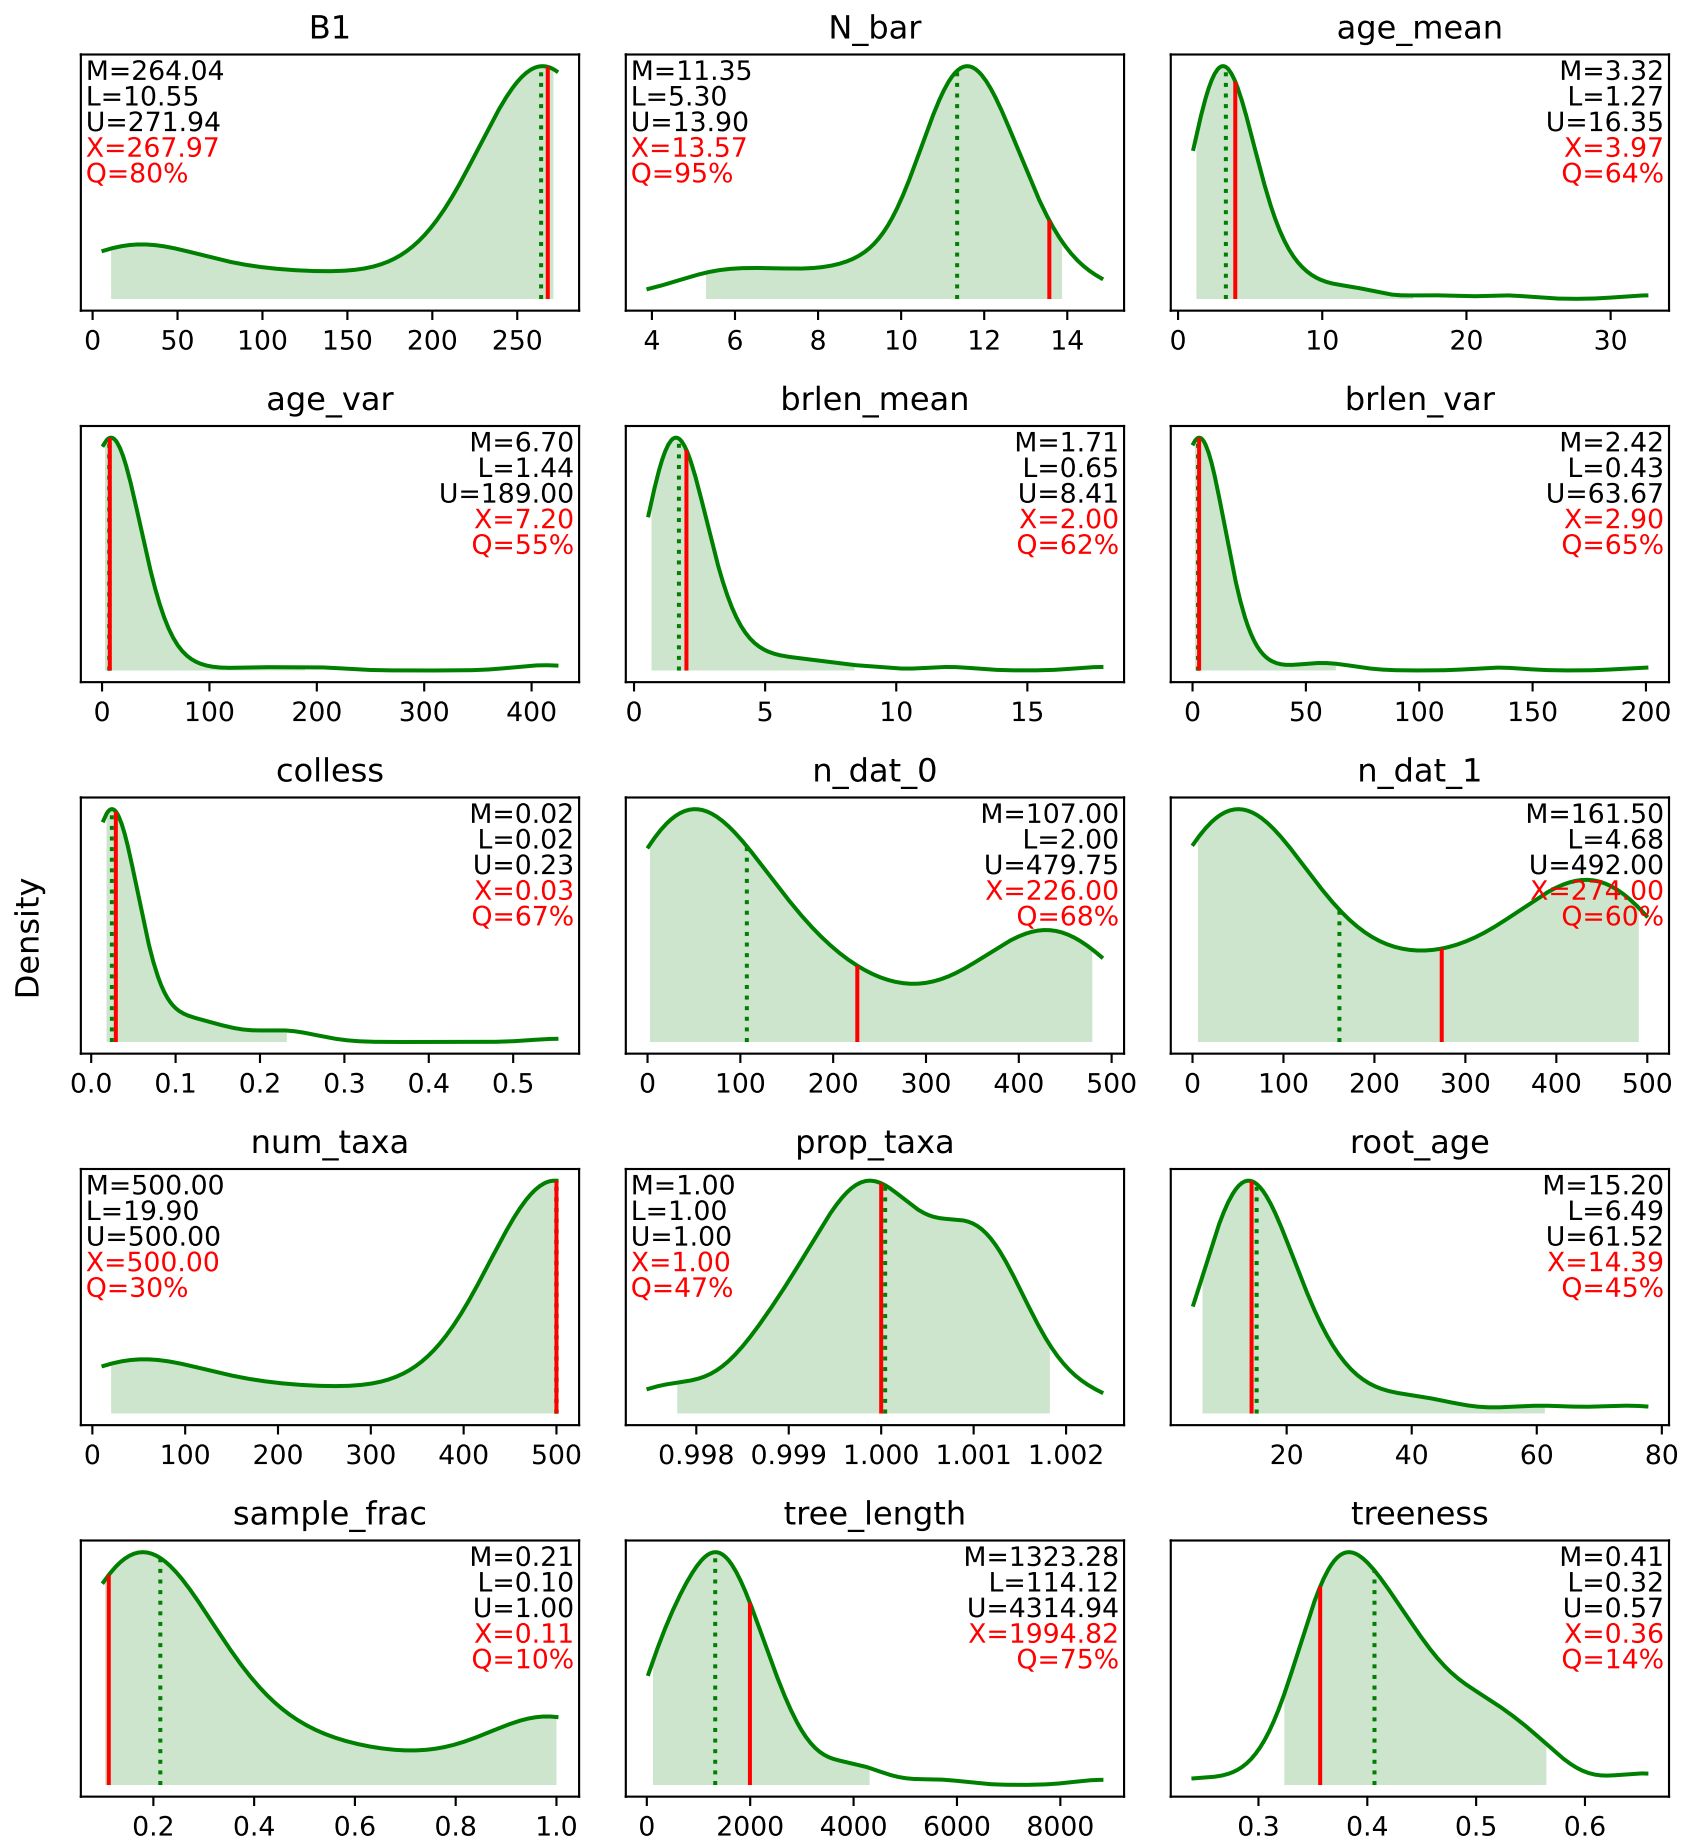 B1
M=264.04
L=10.55
U=271.94
X=267.97
Q=80%
0 50 100 150 200 250
N_bar
M=11.35
L=5.30
U=13.90
X=13.57
Q=95%
4 6 8 10 12 14
age_mean
M=3.32
L=1.27
U=16.35
X=3.97
Q=64%
0 10 20 30
age_var
M=6.70
L=1.44
U=189.00
X=7.20
Q=55%
0 100 200 300 400
brlen_mean
M=1.71
L=0.65
U=8.41
X=2.00
Q=62%
0 5 10 15
brlen_var
M=2.42
L=0.43
U=63.67
X=2.90
Q=65%
0 50 100 150 200
Density
colless
M=0.02
L=0.02
U=0.23
X=0.03
Q=67%
0.0 0.1 0.2 0.3 0.4 0.5
n_dat_0
M=107.00
L=2.00
U=479.75
X=226.00
Q=68%
0 100 200 300 400 500
n_dat_1
M=161.50
L=4.68
U=492.00
X=274.00
Q=60%
0 100 200 300 400 500
num_taxa
M=500.00
L=19.90
U=500.00
X=500.00
Q=30%
0 100 200 300 400 500
prop_taxa
M=1.00
L=1.00
U=1.00
X=1.00
Q=47%
0.998 0.999 1.000 1.001 1.002
root_age
M=15.20
L=6.49
U=61.52
X=14.39
Q=45%
20 40 60 80
sample_frac
M=0.21
L=0.10
U=1.00
X=0.11
Q=10%
0.2 0.4 0.6 0.8 1.0
tree_length
M=1323.28
L=114.12
U=4314.94
X=1994.82
Q=75%
0 2000 4000 6000 8000
treeness
M=0.41
L=0.32
U=0.57
X=0.36
Q=14%
0.3 0.4 0.5 0.6